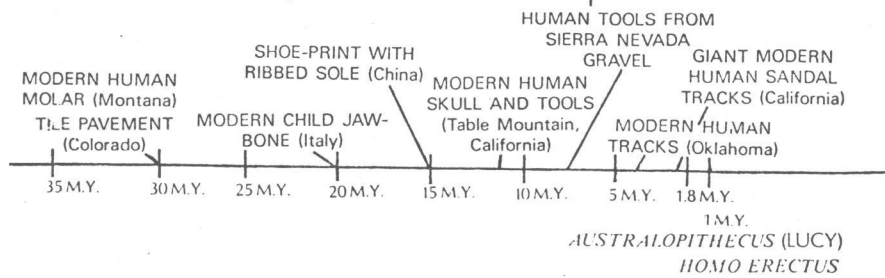 HUMAN TOOLS FROM
SIERRA NEVADA
GRAVEL
SHOE-PRINT WITH
RIBBED SOLE (China)
GIANT MODERN
HUMAN SANDAL
TRACKS (California)
MODERN HUMAN
MOLAR (Montana)
TILE PAVEMENT
(Colorado)
MODERN CHILD JAW-
BONE (Italy)
MODERN HUMAN
SKULL AND TOOLS
(Table Mountain,
California)
MODERN HUMAN
TRACKS (Oklahoma)
35 M.Y. 30 M.Y. 25 M.Y. 20 M.Y. 15 M.Y. 10 M.Y. 5 M.Y. 1.8 M.Y.
1 M.Y.
AUSTRALOPITHECUS (LUCY)
HOMO ERECTUS